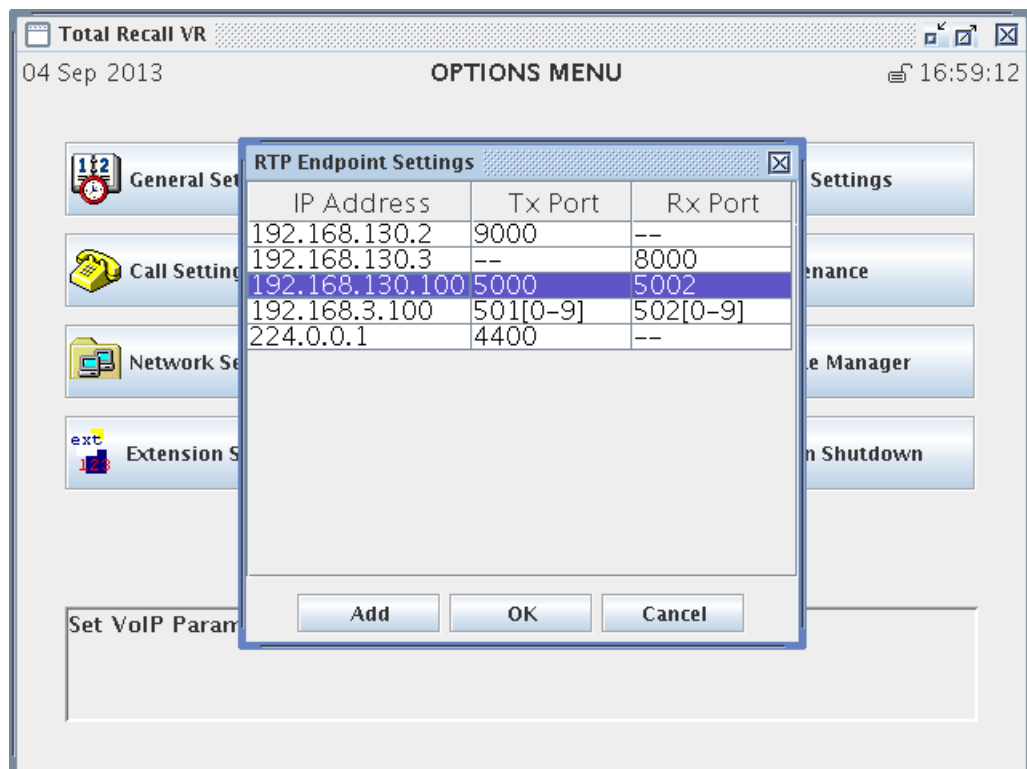 Total Recall VR
04 Sep 2013 OPTIONS MENU 16:59:12
RTP Endpoint Settings
IP Address Tx Port Rx Port
192.168.130.2 9000 --
192.168.130.3 -- 8000
192.168.130.100 5000 5002
192.168.3.100 501[0-9] 502[0-9]
224.0.0.1 4400 --
Add OK Cancel
General Set
Settings
Call Setting
enance
Network Se
e Manager
ext 123 Extension S
n Shutdown
Set VoIP Param